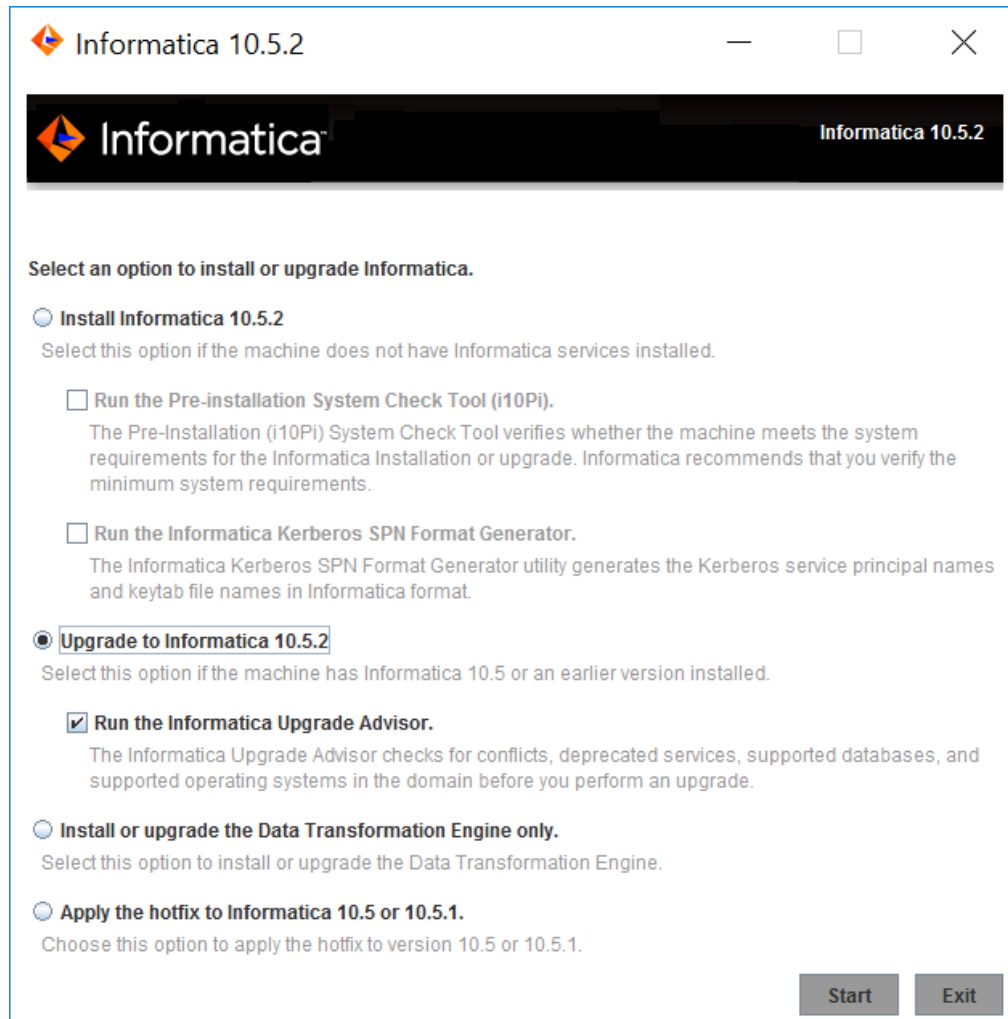 Informatica 10.5.2
Informatica™
Informatica 10.5.2
Select an option to install or upgrade Informatica.
Install Informatica 10.5.2
Select this option if the machine does not have Informatica services installed.
Run the Pre-installation System Check Tool (i10Pi).
The Pre-Installation (i10Pi) System Check Tool verifies whether the machine meets the system
requirements for the Informatica Installation or upgrade. Informatica recommends that you verify the
minimum system requirements.
Run the Informatica Kerberos SPN Format Generator.
The Informatica Kerberos SPN Format Generator utility generates the Kerberos service principal names
and keytab file names in Informatica format.
Upgrade to Informatica 10.5.2
Select this option if the machine has Informatica 10.5 or an earlier version installed.
Run the Informatica Upgrade Advisor.
The Informatica Upgrade Advisor checks for conflicts, deprecated services, supported databases, and
supported operating systems in the domain before you perform an upgrade.
Install or upgrade the Data Transformation Engine only.
Select this option to install or upgrade the Data Transformation Engine.
Apply the hotfix to Informatica 10.5 or 10.5.1.
Choose this option to apply the hotfix to version 10.5 or 10.5.1.
Start
Exit